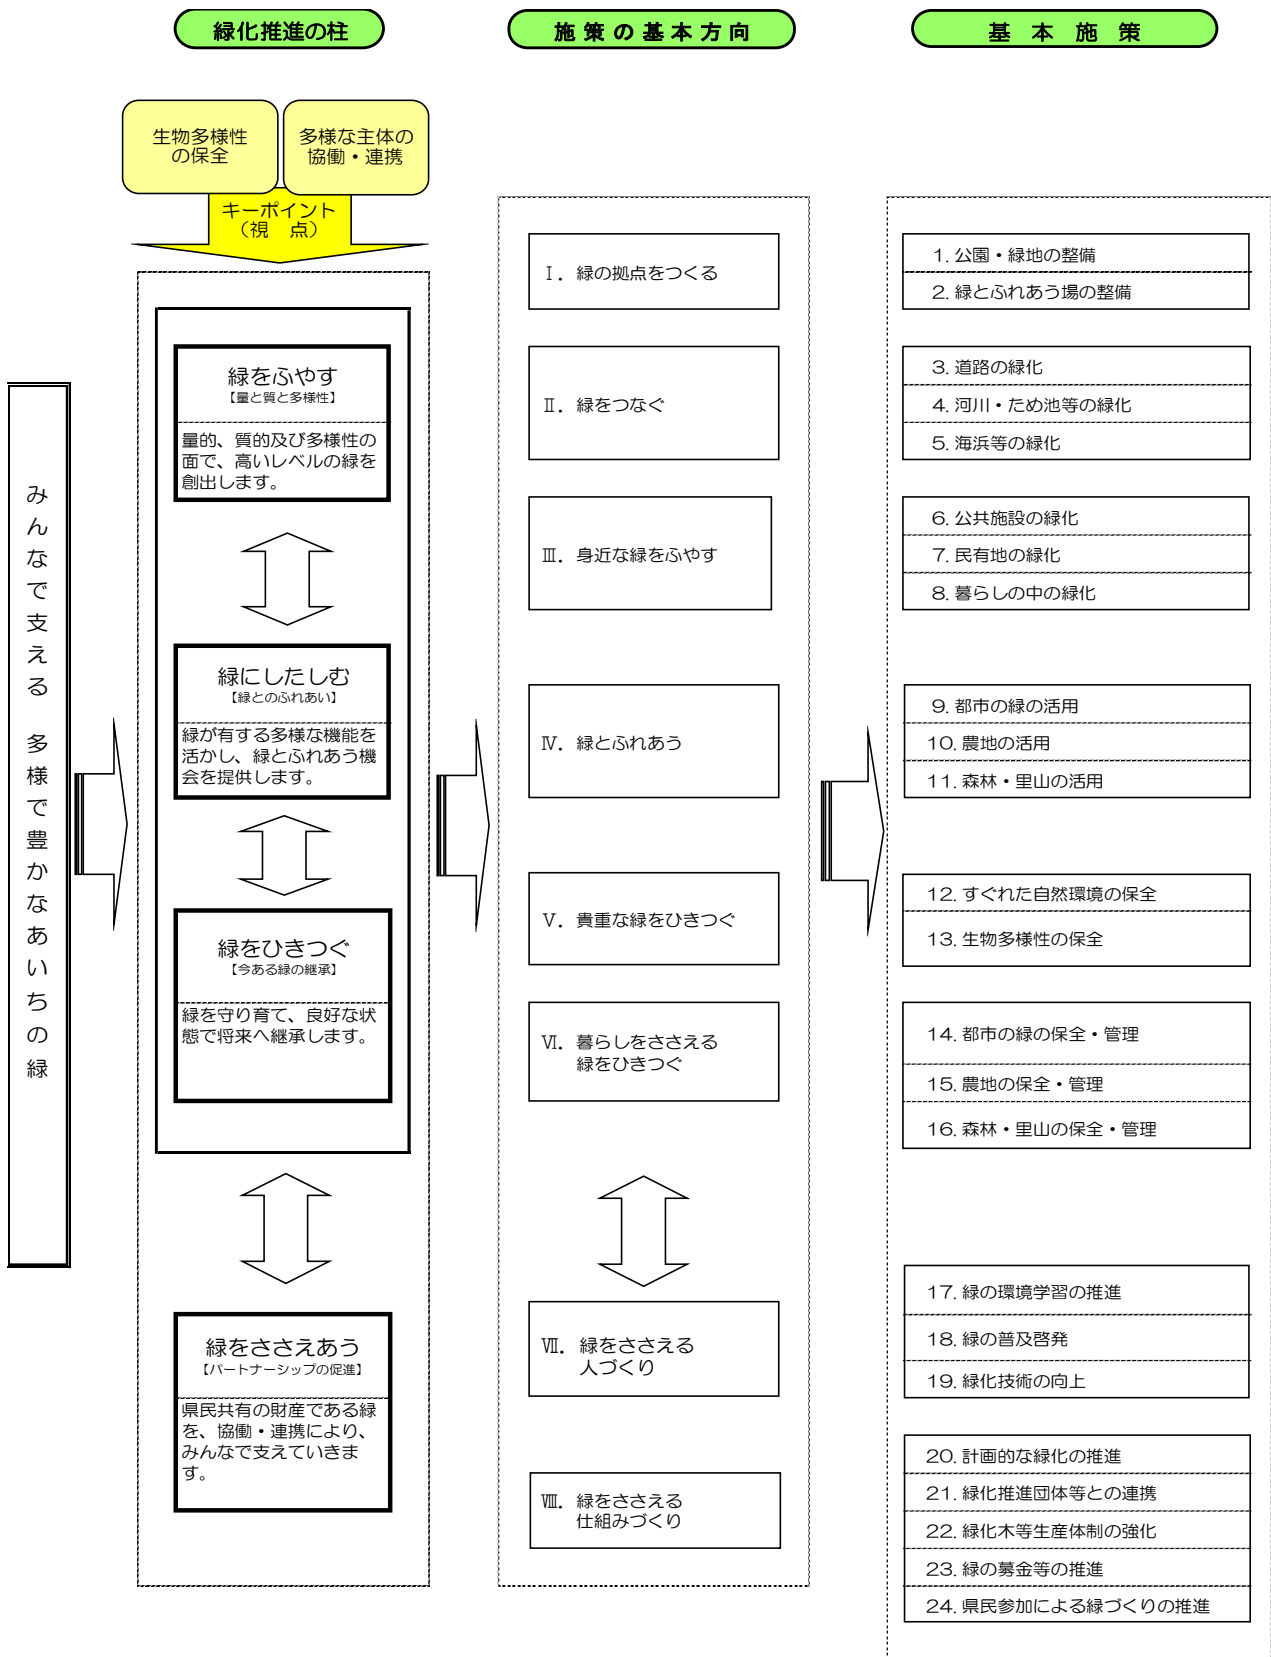 緑化推進の柱
施策の基本方向
基本施策
生物多様性
の保全
多様な主体の
協働・連携
キーポイント
（視　点）
みんなで支える　多様で豊かなあいちの緑
緑をふやす
【量と質と多様性】
量的、質的及び多様性の
面で、高いレベルの緑を
創出します。
緑にしたしむ
【緑とのふれあい】
緑が有する多様な機能を
活かし、緑とふれあう機
会を提供します。
緑をひきつぐ
【今ある緑の継承】
緑を守り育て、良好な状
態で将来へ継承します。
緑をささえあう
【パートナーシップの促進】
県民共有の財産である緑
を、協働・連携により、
みんなで支えていきま
す。
Ⅰ．緑の拠点をつくる
Ⅱ．緑をつなぐ
Ⅲ．身近な緑をふやす
Ⅳ．緑とふれあう
Ⅴ．貴重な緑をひきつぐ
Ⅵ．暮らしをささえる
緑をひきつぐ
Ⅶ．緑をささえる
人づくり
Ⅷ．緑をささえる
仕組みづくり
1．公園・緑地の整備
2．緑とふれあう場の整備
3．道路の緑化
4．河川・ため池等の緑化
5．海浜等の緑化
6．公共施設の緑化
7．民有地の緑化
8．暮らしの中の緑化
9．都市の緑の活用
10．農地の活用
11．森林・里山の活用
12．すぐれた自然環境の保全
13．生物多様性の保全
14．都市の緑の保全・管理
15．農地の保全・管理
16．森林・里山の保全・管理
17．緑の環境学習の推進
18．緑の普及啓発
19．緑化技術の向上
20．計画的な緑化の推進
21．緑化推進団体等との連携
22．緑化木等生産体制の強化
23．緑の募金等の推進
24．県民参加による緑づくりの推進